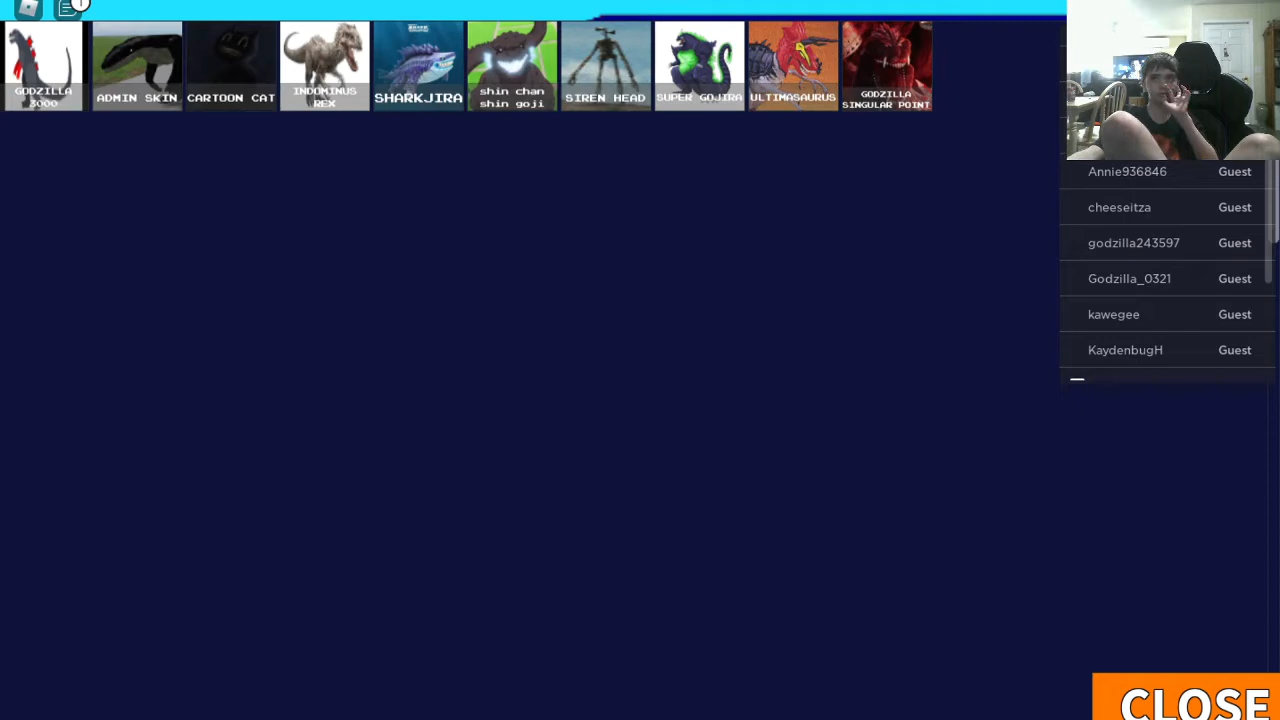 1
GODZILLA
3000
ADMIN SKIN
CARTOON CAT
INDOMINUS
REX
SHARKJIRA
shin chan
shin goji
SIREN HEAD
SUPER GOJIRA
ULTIMASAURUS
GODZILLA
SINGULAR POINT
Annie936846 Guest
cheeseitza Guest
godzilla243597 Guest
Godzilla_0321 Guest
kawegee Guest
KaydenbugH Guest
CLOSE